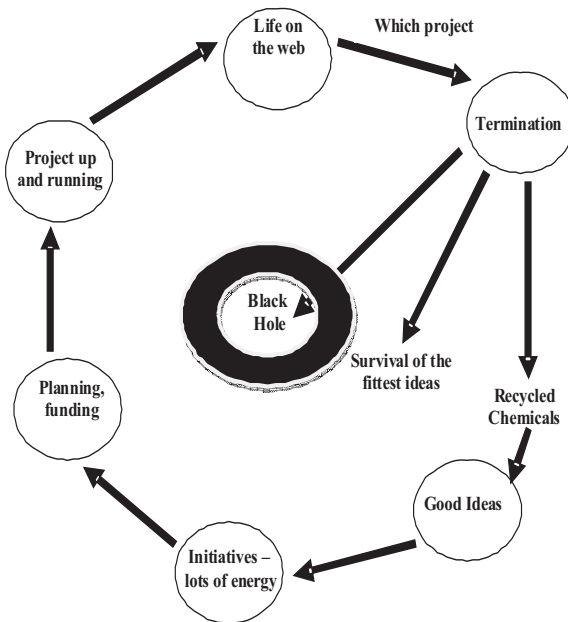 Life on
the web
Which project
Termination
Project up
and running
Black
Hole
Survival of the
fittest ideas
Planning,
funding
Recycled
Chemicals
Good Ideas
Initiatives –
lots of energy